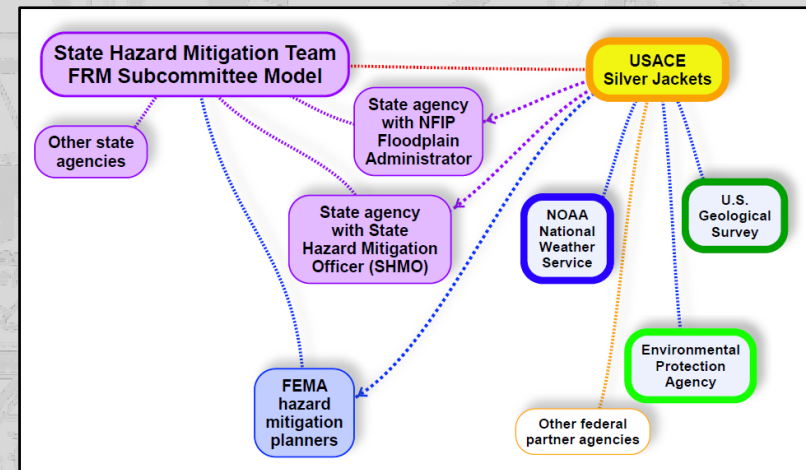 State Hazard Mitigation Team
FRM Subcommittee Model
USACE
Silver Jackets
State agency
with NFIP
Floodplain
Administrator
Other state
agencies
State agency
with State
Hazard Mitigation
Officer (SHMO)
NOAA
National
Weather
Service
U.S.
Geological
Survey
Environmental
Protection
Agency
FEMA
hazard
mitigation
planners
Other federal
partner agencies